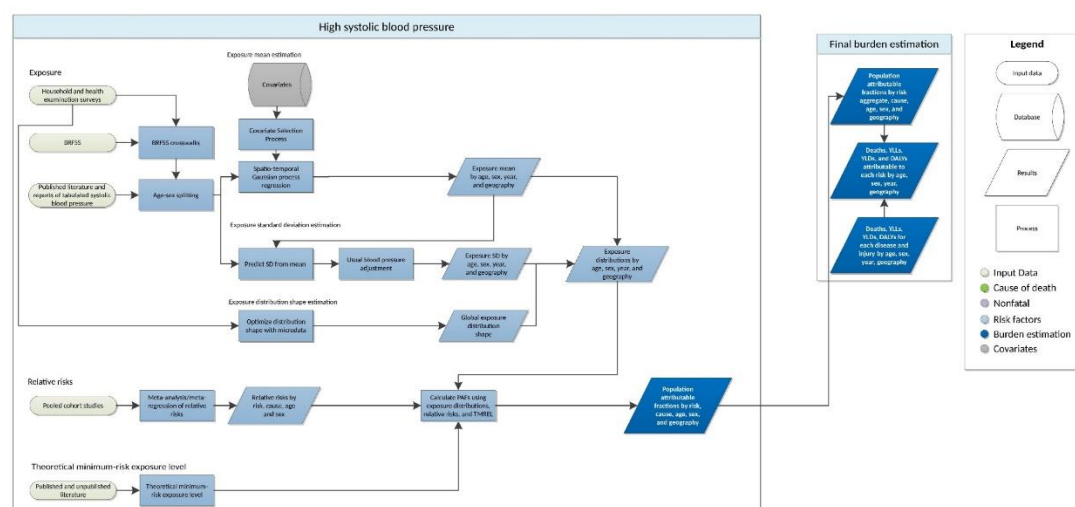 High systolic blood pressure
Exposure mean estimation
Exposure
Household and health
examination surveys
Covariates
BRFSS
BRFSS crosswalks
Covariate Selection
Process
Published literature and
reports of tabulated systolic
blood pressure
Age-sex splitting
Spatio-temporal
Gaussian process
regression
Exposure mean
by age, sex, year,
and geography
Exposure standard deviation estimation
Predict SD from mean
Usual blood pressure
adjustment
Exposure SD by
age, sex, year,
and geography
Exposure
distributions by
age, sex, year, and
geography
Exposure distribution shape estimation
Optimize distribution
shape with microdata
Global exposure
distribution
shape
Relative risks
Pooled cohort studies
Meta-analysis/meta-
regression of relative
risks
Relative risks by
risk, cause, age
and sex
Calculate PAFs using
exposure distributions,
relative risks, and TMREL
Population
attributable
fractions by risk,
cause, age, sex,
and geography
Theoretical minimum-risk exposure level
Published and unpublished
literature
Theoretical minimum-
risk exposure level
Final burden estimation
Population
attributable
fractions by risk
aggregate, cause,
age, sex, and
geography
Deaths, YLLs,
YLDs, and DALYs
attributable to
each risk by age,
sex, year,
geography
Deaths, YLLs,
YLDs, DALYs for
each disease and
injury by age, sex,
year, geography
Legend
Input data
Database
Results
Process
Input Data
Cause of death
Nonfatal
Risk factors
Burden estimation
Covariates